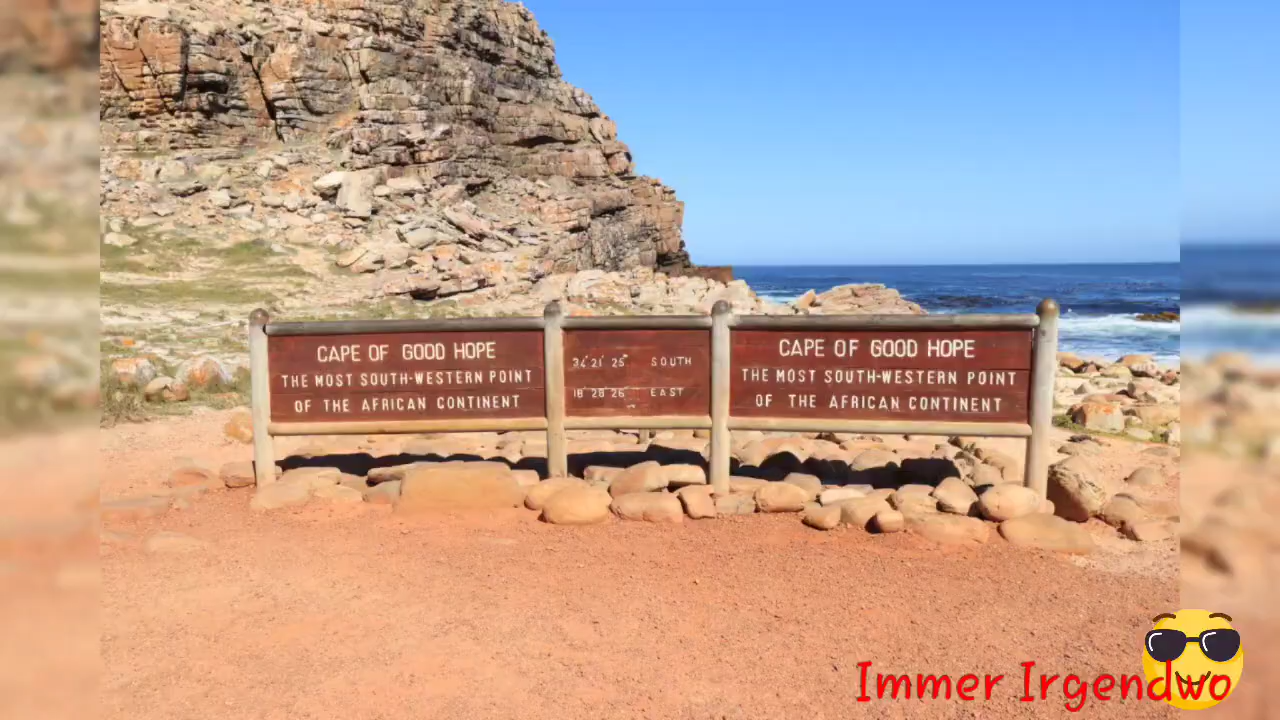 CAPE OF GOOD HOPE
THE MOST SOUTH-WESTERN POINT
OF THE AFRICAN CONTINENT
34° 21' 25" SOUTH
18° 28' 26" EAST
CAPE OF GOOD HOPE
THE MOST SOUTH-WESTERN POINT
OF THE AFRICAN CONTINENT
Immer Irgendwo